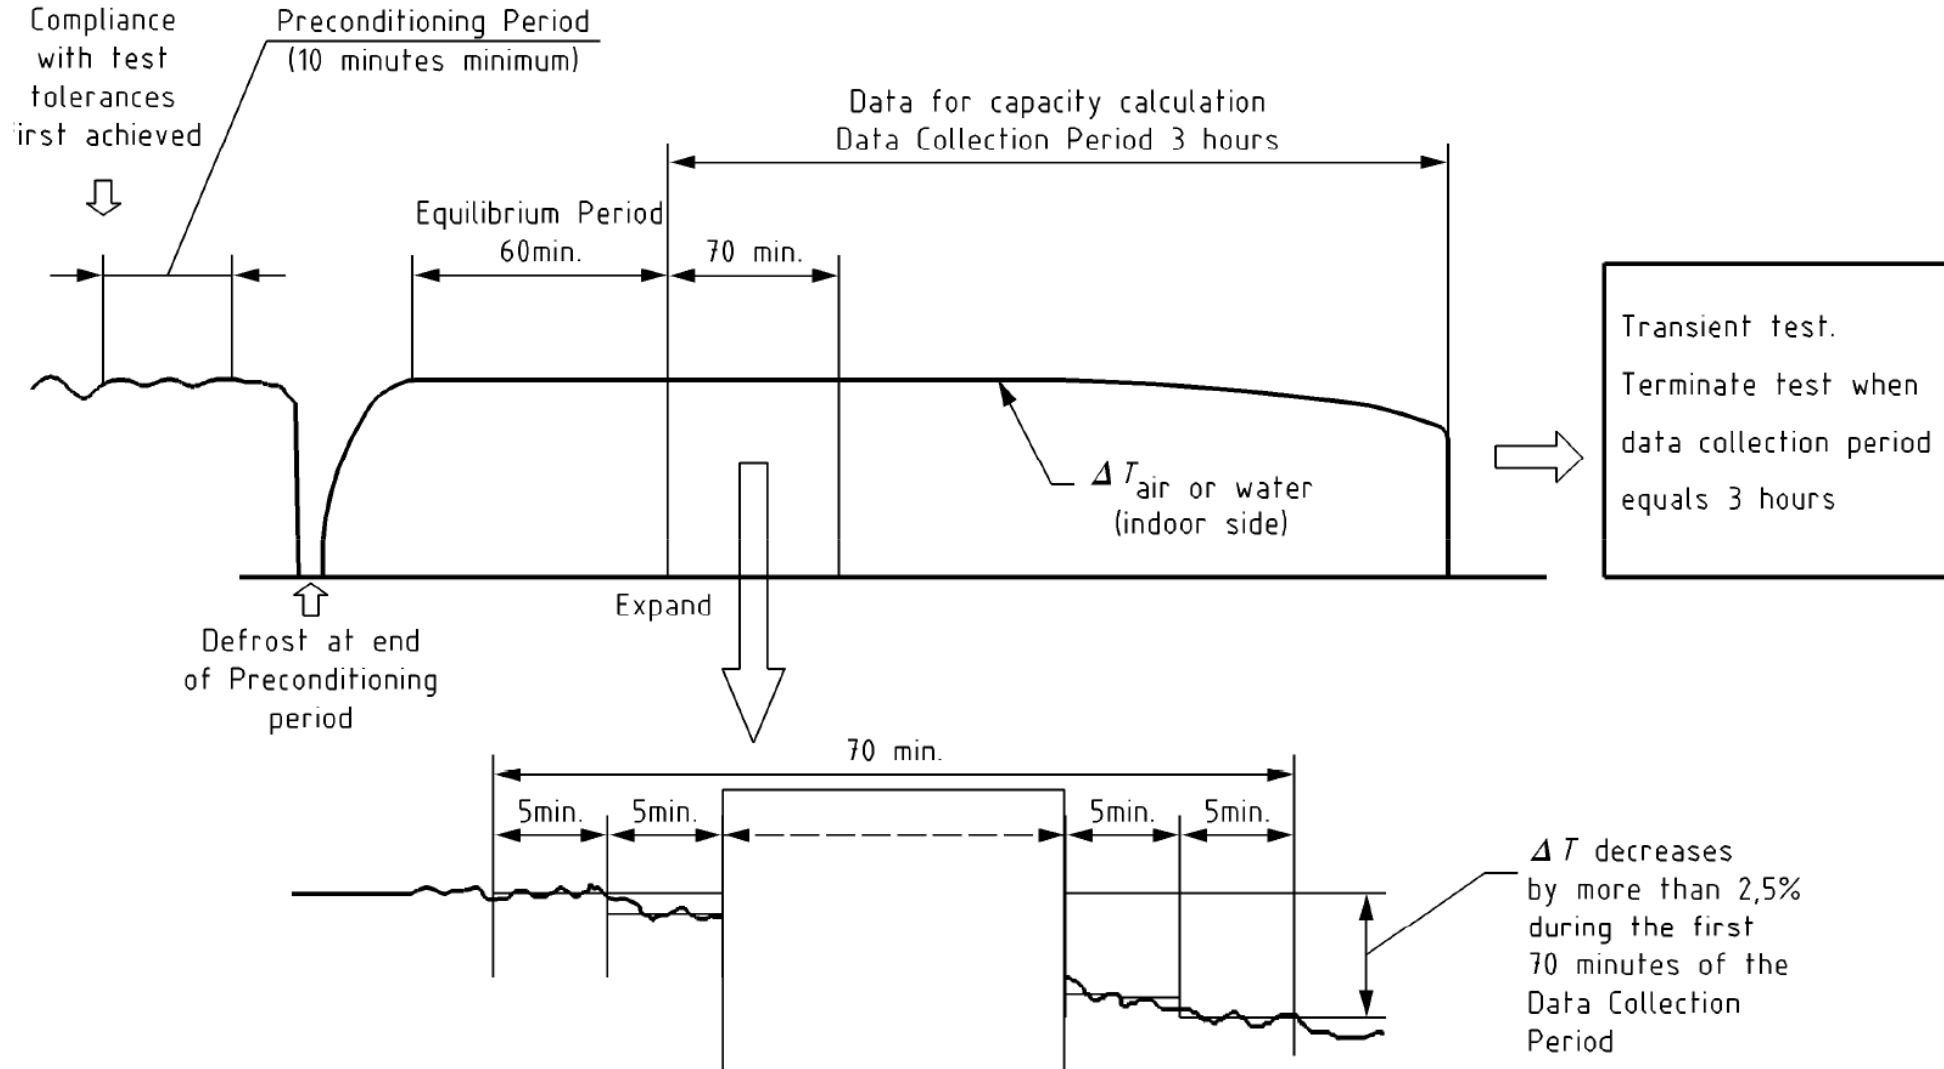 Compliance
with test
tolerances
irst achieved
Preconditioning Period
(10 minutes minimum)
Data for capacity calculation
Data Collection Period 3 hours
Equilibrium Period
60min.
70 min.
Transient test.
Terminate test when
data collection period
equals 3 hours
Δ T air or water
(indoor side)
Expand
Defrost at end
of Preconditioning
period
70 min.
5min.
5min.
5min.
5min.
Δ T decreases
by more than 2,5%
during the first
70 minutes of the
Data Collection
Period